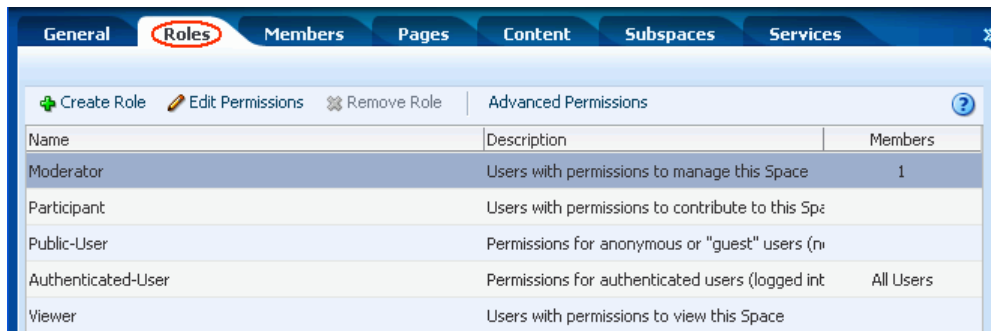 General Roles Members Pages Content Subspaces Services
Create Role Edit Permissions Remove Role Advanced Permissions ?
Name Description Members
Moderator Users with permissions to manage this Space 1
Participant Users with permissions to contribute to this Spa
Public-User Permissions for anonymous or "guest" users (n
Authenticated-User Permissions for authenticated users (logged int All Users
Viewer Users with permissions to view this Space